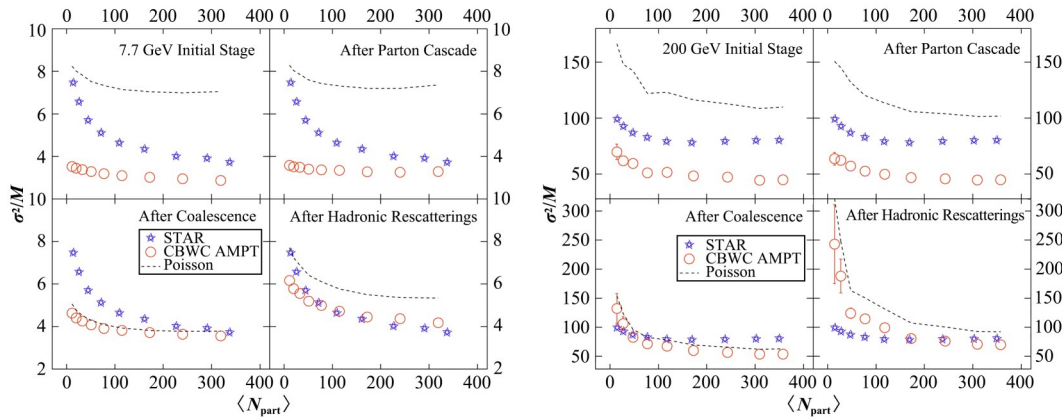 0 100 200 300 400 0 100 200 300 400
7.7 GeV Initial Stage After Parton Cascade
10 8 6 4 10
8 6 4 10
σ²/M
After Coalescence After Hadronic Rescatterings
STAR
CBWC AMPT
Poisson
8 6 4 2
8 6 4 2
0 100 200 300 400 0 100 200 300 400
⟨N_part⟩
0 100 200 300 400 0 100 200 300 400
200 GeV Initial Stage After Parton Cascade
150 100 50
150 100 50
σ²/M
After Coalescence After Hadronic Rescatterings
STAR
CBWC AMPT
Poisson
300 250 200 150 100 50
300 250 200 150 100 50
0 100 200 300 400 0 100 200 300 400
⟨N_part⟩